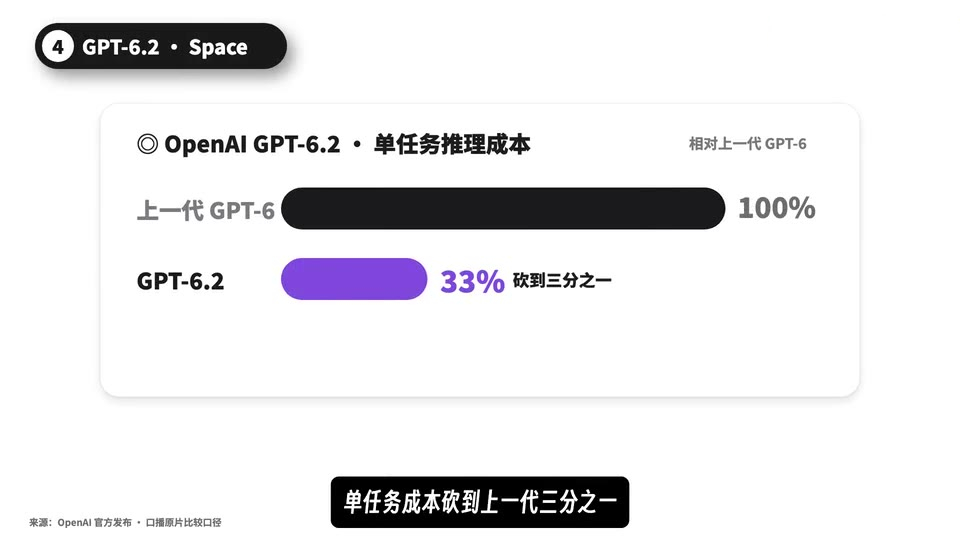 4 GPT-6.2 • Space
◎ OpenAI GPT-6.2 • 单任务推理成本
相对上一代 GPT-6
上一代 GPT-6
100%
GPT-6.2
33% 砍到三分之一
单任务成本砍到上一代三分之一
来源：OpenAI 官方发布 • 口播原片比较口径